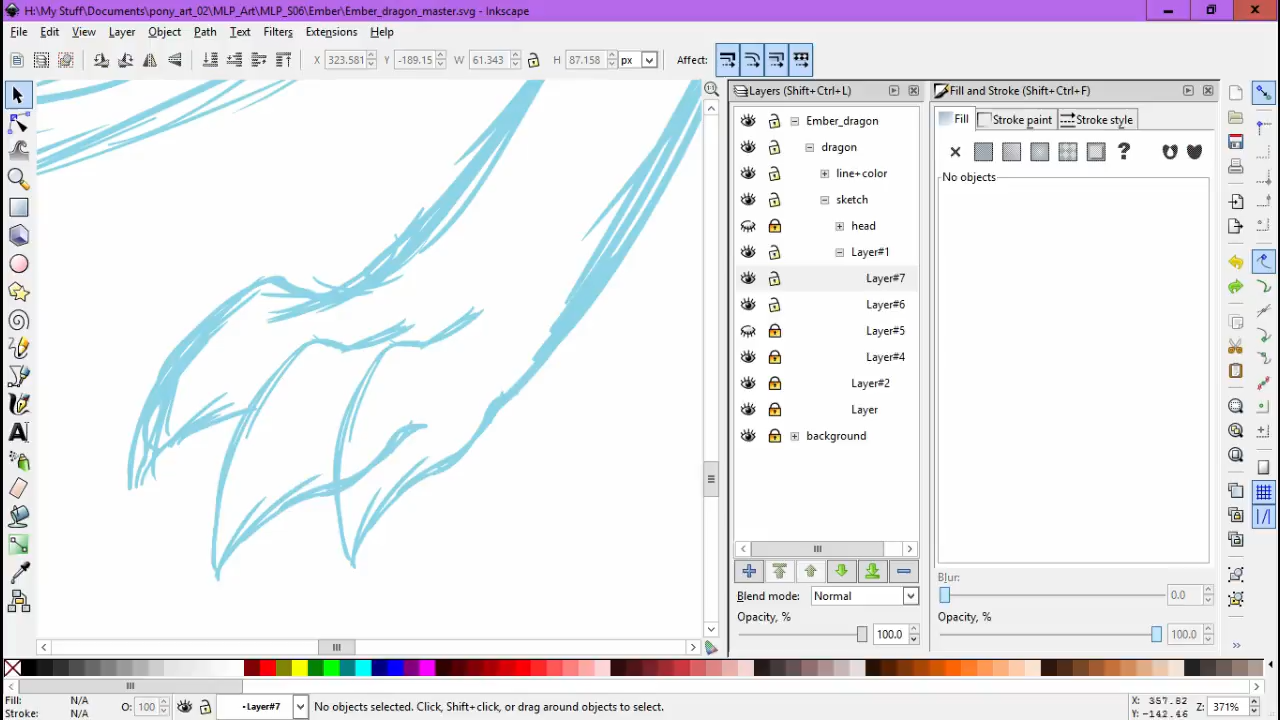 H:\My Stuff\Documents\pony_art_02\MLP_Art\MLP_S06\Ember\Ember_dragon_master.svg - Inkscape
File Edit View Layer Object Path Text Filters Extensions Help
X 323.581 Y -189.15 W 61.343 H 87.158 px Affect:
Layers (Shift+Ctrl+L)
Fill and Stroke (Shift+Ctrl+F)
Ember_dragon
Fill Stroke paint Stroke style
dragon
line+color
No objects
sketch
head
Layer#1
Layer#7
Layer#6
Layer#5
Layer#4
Layer#2
Layer
background
Blur:
0.0
Blend mode: Normal
Opacity, %
100.0
Opacity, %
100.0
Fill: N/A
Stroke: N/A
O: 100
•Layer#7
No objects selected. Click, Shift+click, or drag around objects to select.
X: 357.82
Y: -142.46
Z: 371%